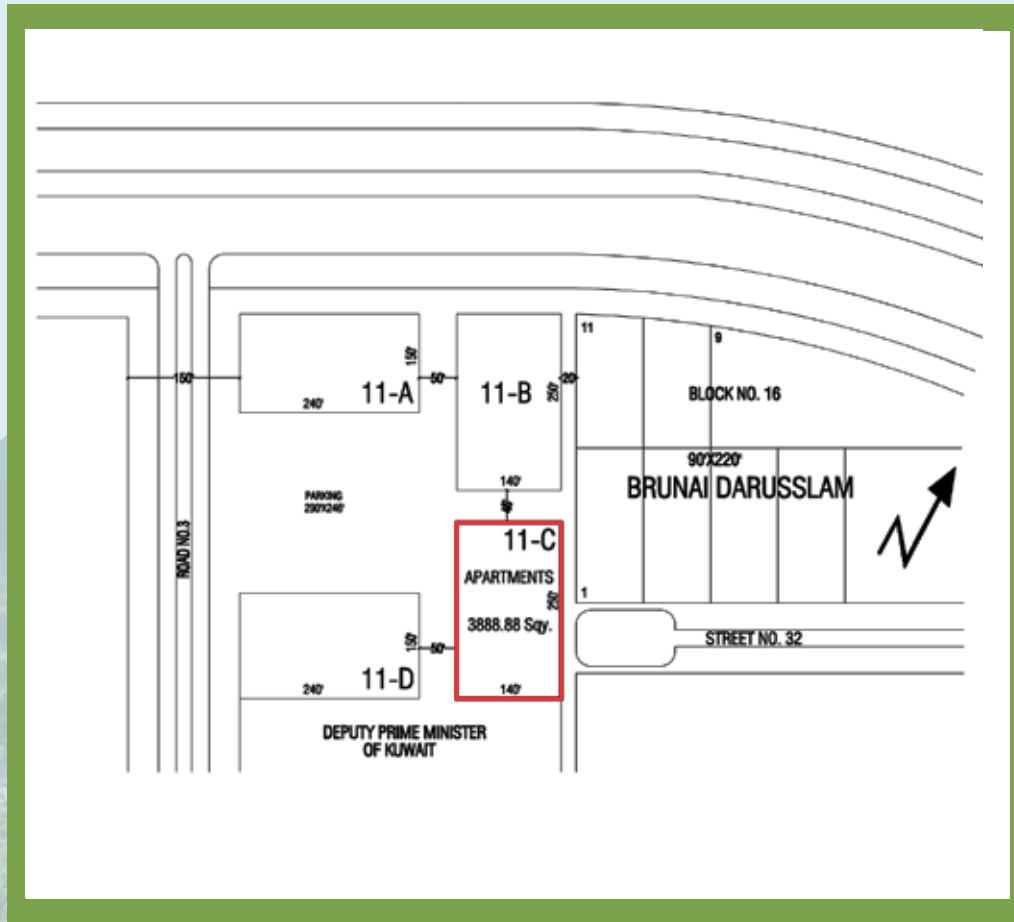 11
9
150'
150'
240'
11-A
50'
11-B
250'
20'
BLOCK NO. 16
90'X220'
BRUNAI DARUSSLAM
140'
PARKING
ROAD NO.3
11-C
APARTMENTS
250'
3888.88 Sqy.
140'
1
STREET NO. 32
150'
50'
240'
11-D
DEPUTY PRIME MINISTER
OF KUWAIT